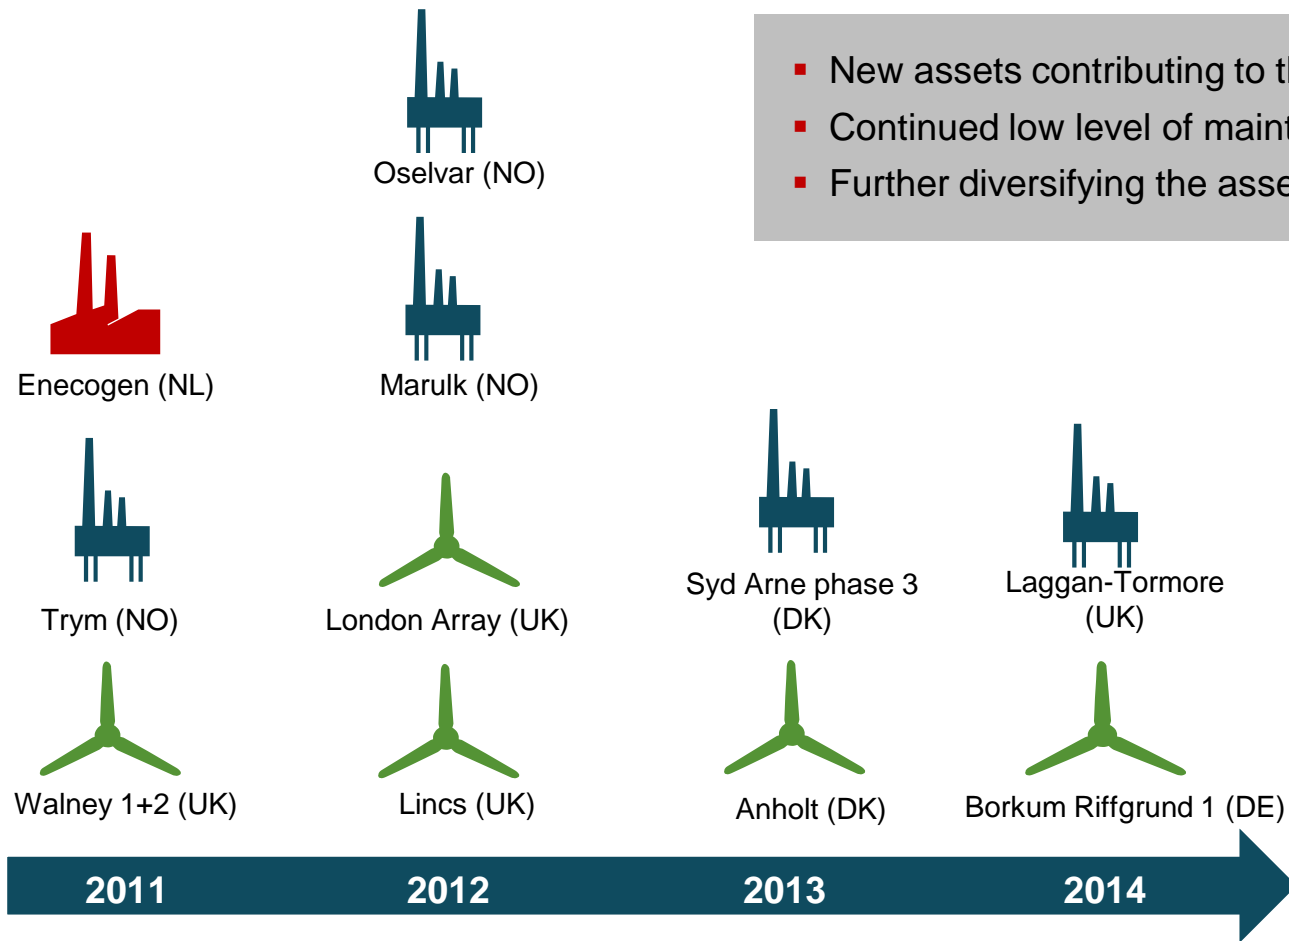 ▪ New assets contributing to
▪ Continued low level of
▪ Further diversifying the
Oselvar (NO)
Enecogen (NL)
Marulk (NO)
Trym (NO)
London Array (UK)
Syd Arne phase 3
(DK)
Laggan-Tormore
(UK)
Walney 1+2 (UK)
Lincs (UK)
Anholt (DK)
Borkum Riffgrund 1 (DE)
2011
2012
2013
2014